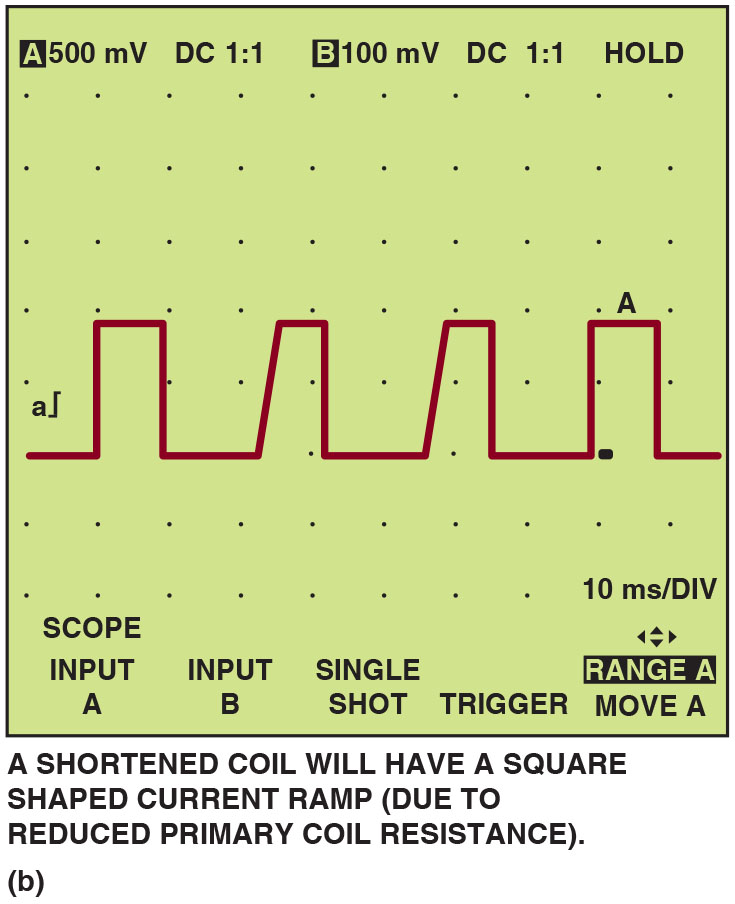 A 500 mV DC 1:1 B 100 mV DC 1:1 HOLD
A
a
10 ms/DIV
SCOPE
INPUT INPUT SINGLE RANGE A
A B SHOT TRIGGER MOVE A
A SHORTENED COIL WILL HAVE A SQUARE
SHAPED CURRENT RAMP (DUE TO
REDUCED PRIMARY COIL RESISTANCE).
(b)